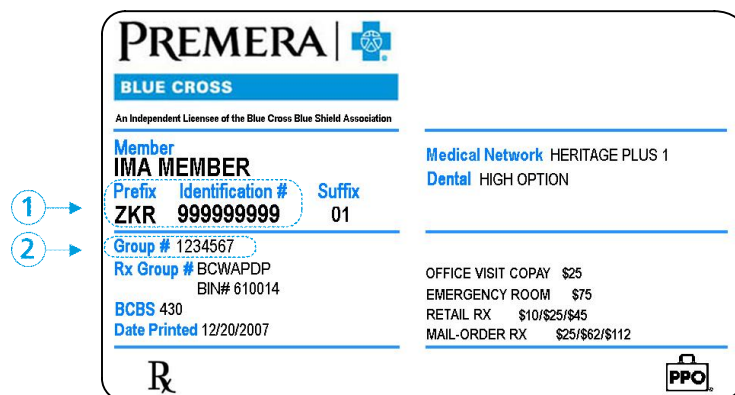 PREMERA
BLUE CROSS
An Independent Licensee of the Blue Cross Blue Shield Association
Member
IMA MEMBER
Prefix Identification # Suffix
ZKR 999999999 01
1
2
Group # 1234567
Rx Group # BCWAPDP
BIN# 610014
BCBS 430
Date Printed 12/20/2007
Rx
Medical Network HERITAGE PLUS 1
Dental HIGH OPTION
OFFICE VISIT COPAY $25
EMERGENCY ROOM $75
RETAIL RX $10/$25/$45
MAIL-ORDER RX $25/$62/$112
PPO